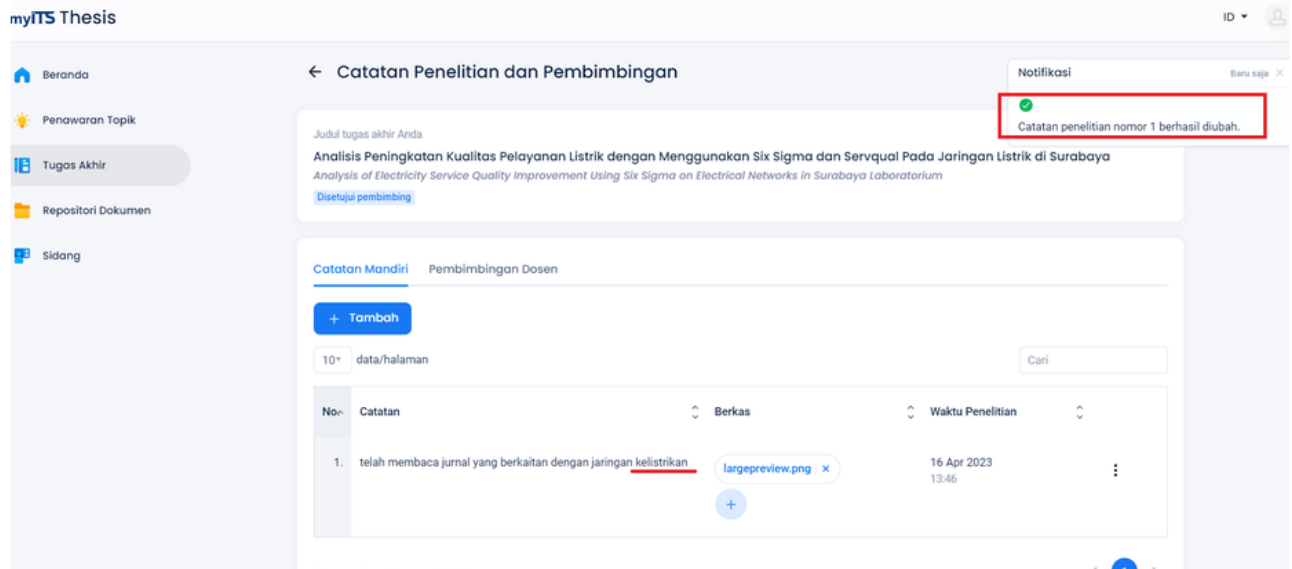 myITS Thesis
ID
Beranda
Penawaran Topik
Tugas Akhir
Repositori Dokumen
Sidang
Catatan Penelitian dan Pembimbingan
Notifikasi
Baru saja
Catatan penelitian nomor 1 berhasil diubah.
Judul tugas akhir Anda
Analisis Peningkatan Kualitas Pelayanan Listrik dengan Menggunakan Six Sigma dan Servqual Pada Jaringan Listrik di Surabaya
Analysis of Electricity Service Quality Improvement Using Six Sigma on Electrical Networks in Surabaya Laboratorium
Disetujui pembimbing
Catatan Mandiri Pembimbingan Dosen
+ Tambah
10 data/halaman
Cari
No Catatan Berkas Waktu Penelitian
1. telah membaca jurnal yang berkaitan dengan jaringan kelistrikan largepreview.png × 16 Apr 2023
13:46
+